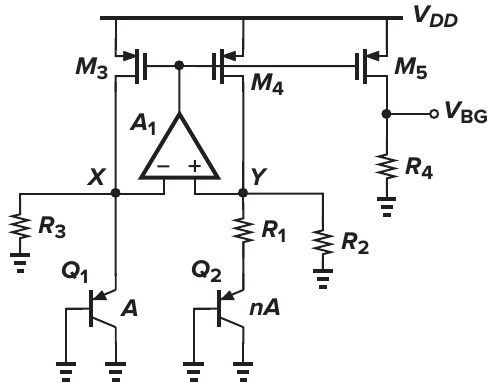 V_DD
M_3
M_4
M_5
V_BG
A_1
− +
R_4
X
Y
R_3
R_1
R_2
Q_1
Q_2
A
nA